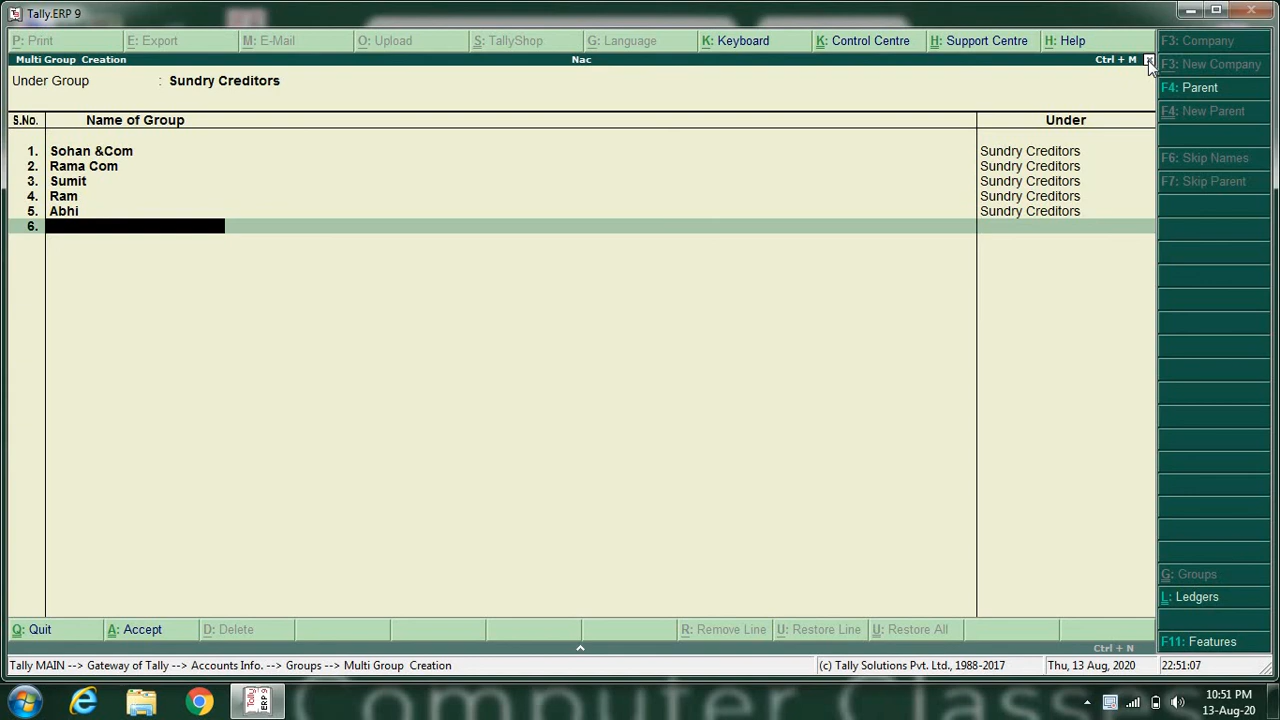 Tally.ERP 9
P: Print E: Export M: E-Mail O: Upload S: TallyShop G: Language K: Keyboard K: Control Centre H: Support Centre H: Help
F3: Company
Multi Group Creation Nac Ctrl + M
F3: New Company
Under Group : Sundry Creditors
F4: Parent
F4: New Parent
S.No. Name of Group Under
1. Sohan &Com Sundry Creditors
F6: Skip Names
2. Rama Com Sundry Creditors
3. Sumit Sundry Creditors
F7: Skip Parent
4. Ram Sundry Creditors
5. Abhi Sundry Creditors
6.
G: Groups
L: Ledgers
Q: Quit A: Accept D: Delete R: Remove Line U: Restore Line U: Restore All
F11: Features
Ctrl + N
Tally MAIN --> Gateway of Tally --> Accounts Info. --> Groups --> Multi Group Creation (c) Tally Solutions Pvt. Ltd., 1988-2017 Thu, 13 Aug, 2020 22:51:07
Tally ERP 9
10:51 PM
13-Aug-20